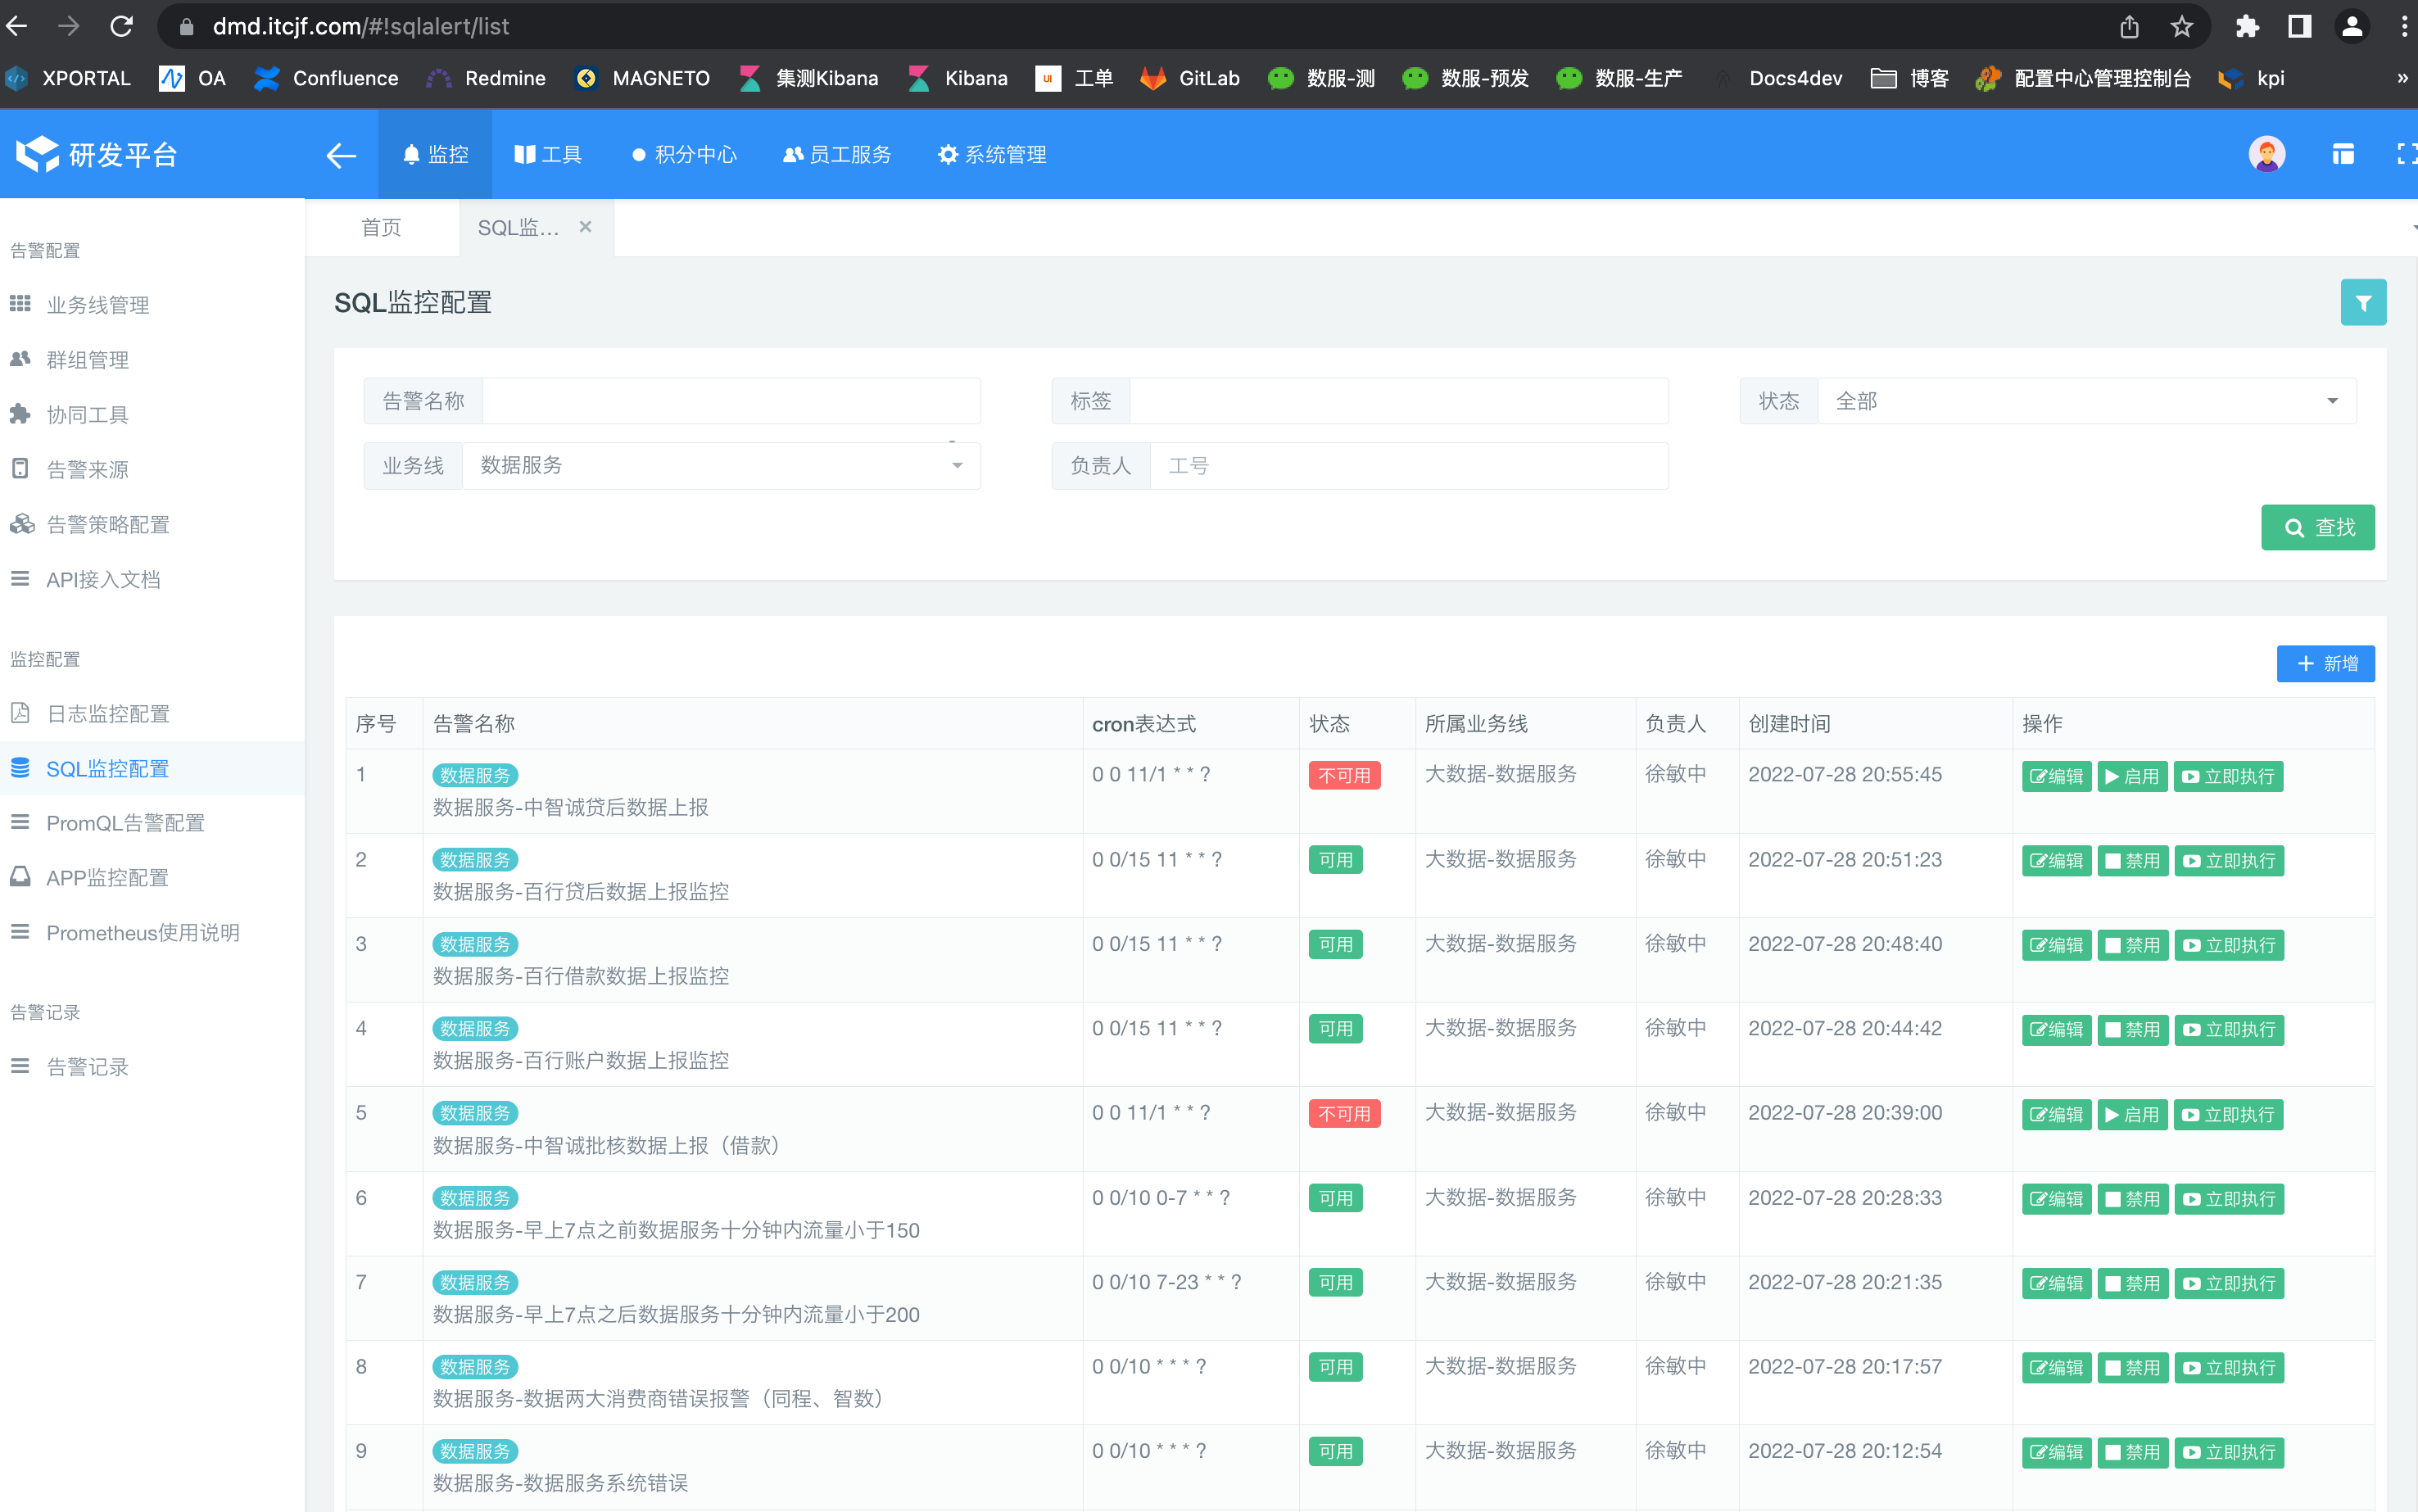 dmd.itcjf.com/#!sqlalert/list
XPORTAL OA Confluence Redmine MAGNETO 集测Kibana Kibana 工单 GitLab 数服-测 数服-预发 数服-生产 Docs4dev 博客 配置中心管理控制台 kpi »
研发平台 监控 工具 积分中心 员工服务 系统管理
首页 SQL监...
告警配置
业务线管理
群组管理
协同工具
告警来源
告警策略配置
API接入文档
监控配置
日志监控配置
SQL监控配置
PromQL告警配置
APP监控配置
Prometheus使用说明
告警记录
告警记录
SQL监控配置
告警名称 标签 状态 全部
业务线 数据服务 负责人 工号
查找
新增
序号 告警名称 cron表达式 状态 所属业务线 负责人 创建时间 操作
1 数据服务 0 0 11/1 * * ? 不可用 大数据-数据服务 徐敏中 2022-07-28 20:55:45 编辑 启用 立即执行
数据服务-中智诚贷后数据上报
2 数据服务 0 0/15 11 * * ? 可用 大数据-数据服务 徐敏中 2022-07-28 20:51:23 编辑 禁用 立即执行
数据服务-百行贷后数据上报监控
3 数据服务 0 0/15 11 * * ? 可用 大数据-数据服务 徐敏中 2022-07-28 20:48:40 编辑 禁用 立即执行
数据服务-百行借款数据上报监控
4 数据服务 0 0/15 11 * * ? 可用 大数据-数据服务 徐敏中 2022-07-28 20:44:42 编辑 禁用 立即执行
数据服务-百行账户数据上报监控
5 数据服务 0 0 11/1 * * ? 不可用 大数据-数据服务 徐敏中 2022-07-28 20:39:00 编辑 启用 立即执行
数据服务-中智诚批核数据上报（借款）
6 数据服务 0 0/10 0-7 * * ? 可用 大数据-数据服务 徐敏中 2022-07-28 20:28:33 编辑 禁用 立即执行
数据服务-早上7点之前数据服务十分钟内流量小于150
7 数据服务 0 0/10 7-23 * * ? 可用 大数据-数据服务 徐敏中 2022-07-28 20:21:35 编辑 禁用 立即执行
数据服务-早上7点之后数据服务十分钟内流量小于200
8 数据服务 0 0/10 * * * ? 可用 大数据-数据服务 徐敏中 2022-07-28 20:17:57 编辑 禁用 立即执行
数据服务-数据两大消费商错误报警（同程、智数）
9 数据服务 0 0/10 * * * ? 可用 大数据-数据服务 徐敏中 2022-07-28 20:12:54 编辑 禁用 立即执行
数据服务-数据服务系统错误